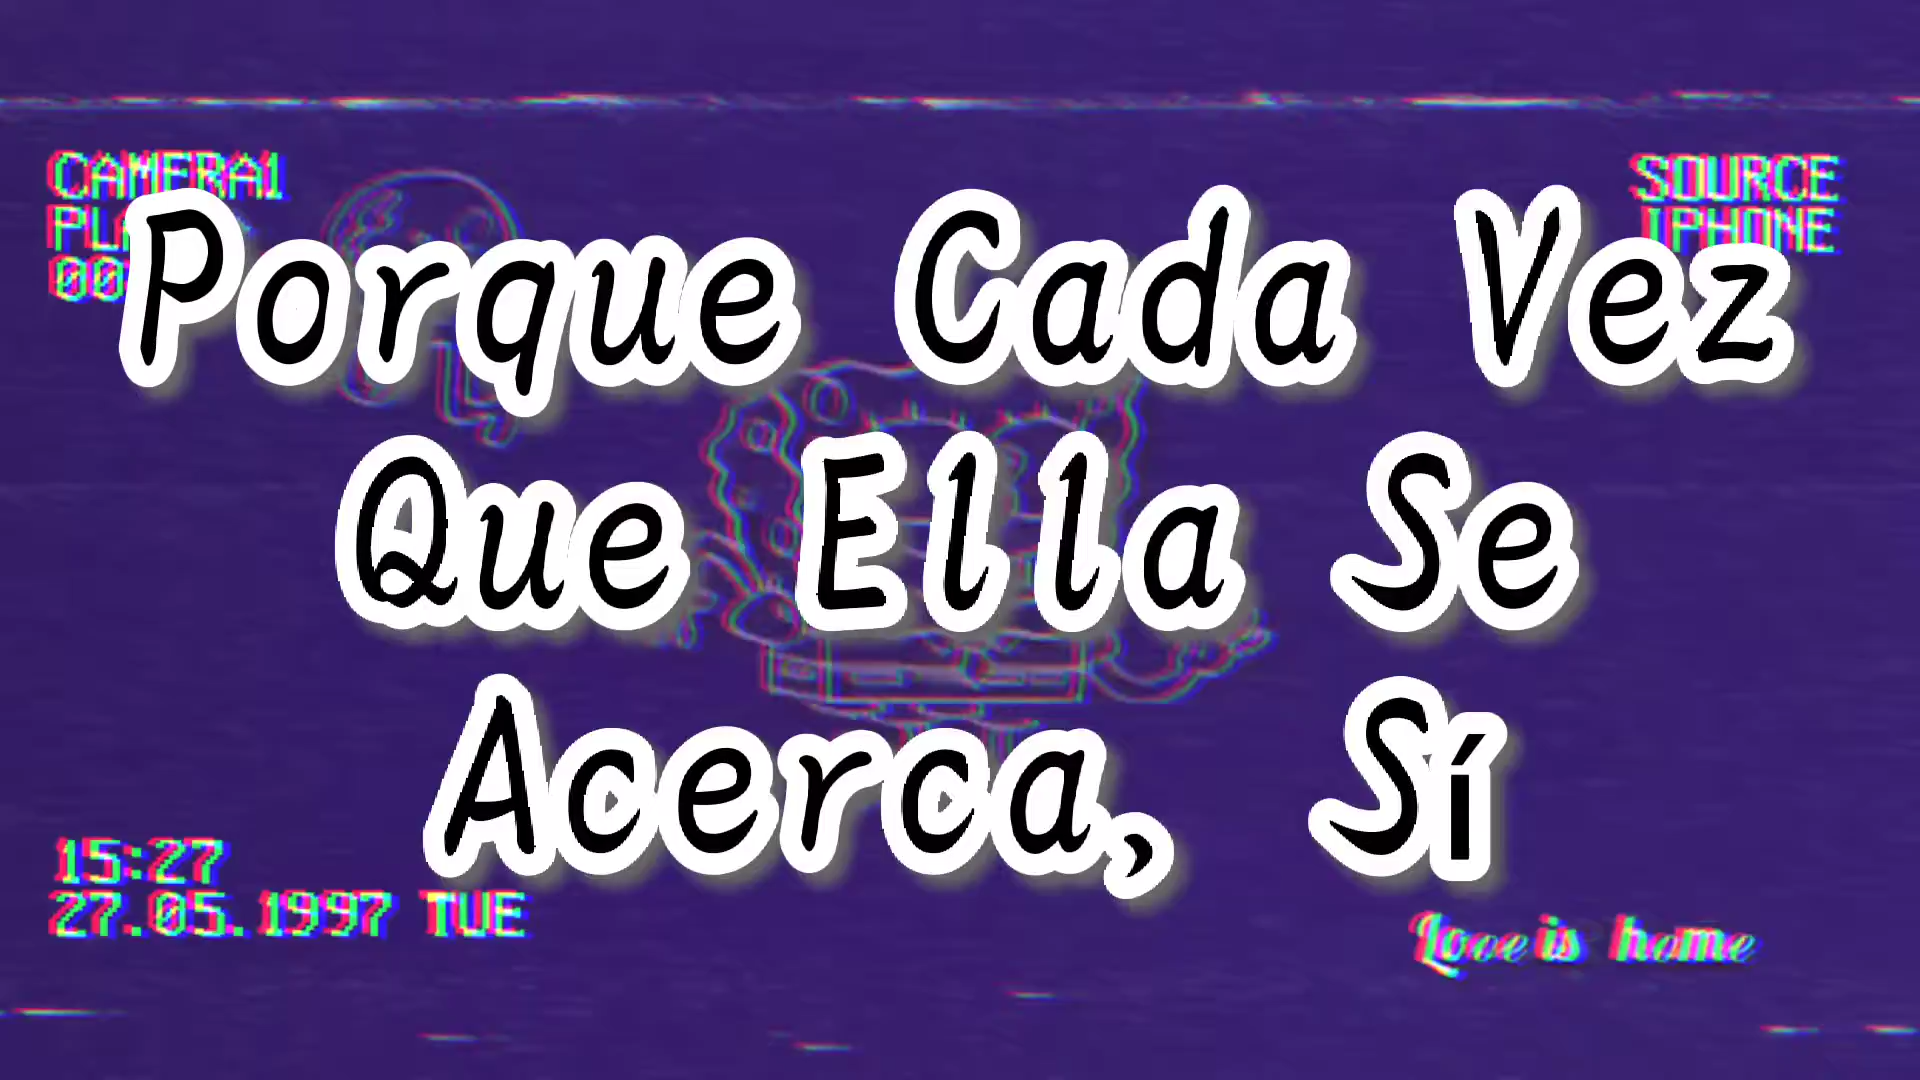 CAMERA1
SOURCE
IPHONE
00
Porque Cada Vez
Que Ella Se
Acerca, Sí
15:27
27.05.1997 TUE
Love is home